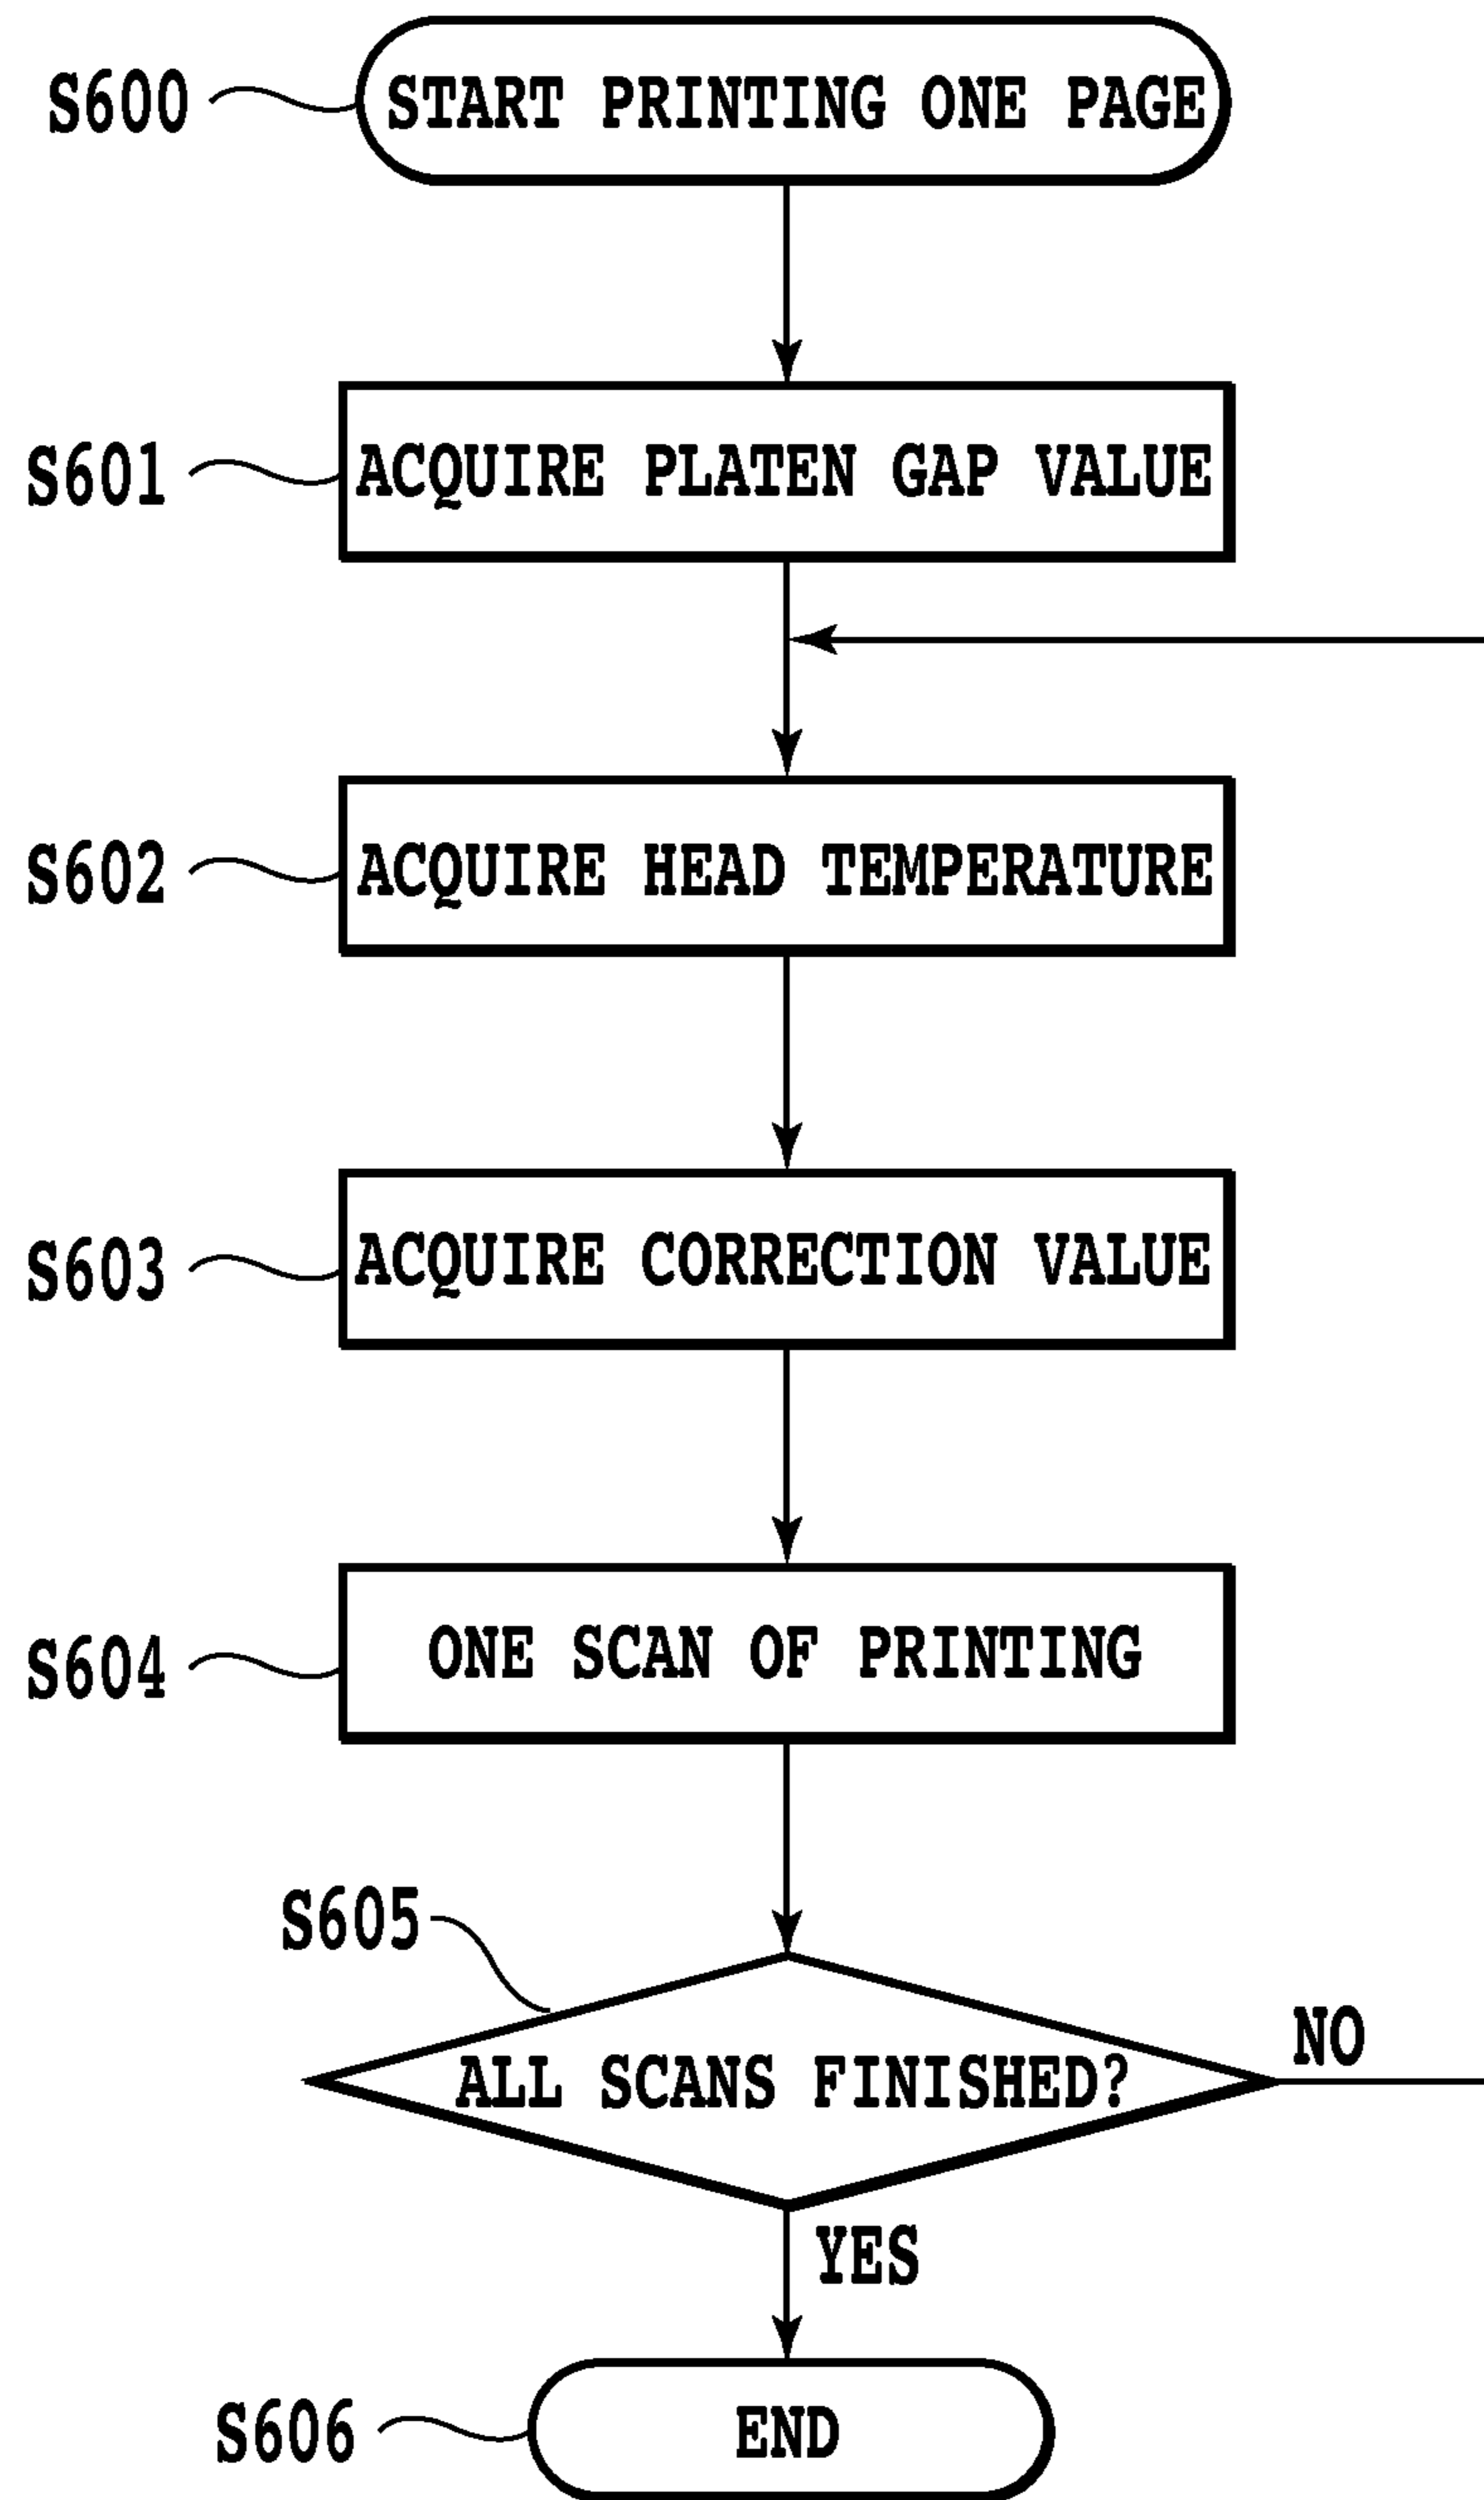 S600 START PRINTING ONE PAGE
S601 ACQUIRE PLATEN GAP VALUE
S602 ACQUIRE HEAD TEMPERATURE
S603 ACQUIRE CORRECTION VALUE
S604 ONE SCAN OF PRINTING
S605
NO
ALL SCANS FINISHED?
YES
S606 END